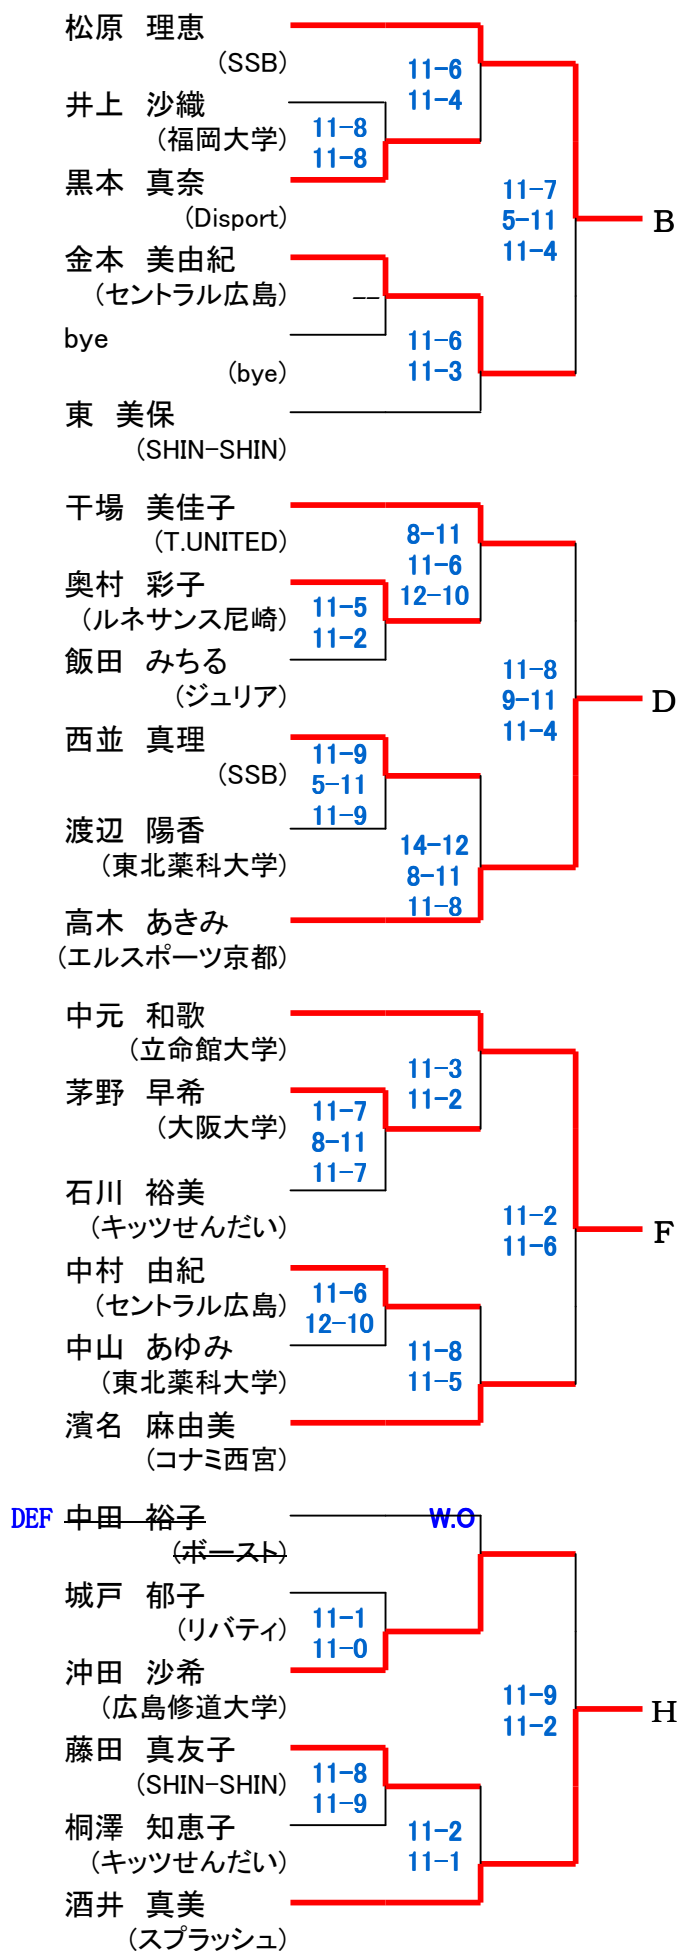 松原　理恵
(SSB)
11-6
11-4
井上　沙織
(福岡大学)
11-8
11-8
黒本　真奈
(Disport)
11-7
5-11
11-4
B
金本　美由紀
(セントラル広島)
--
bye
(bye)
11-6
11-3
東　美保
(SHIN-SHIN)
干場　美佳子
(T.UNITED)
8-11
11-6
12-10
奥村　彩子
(ルネサンス尼崎)
11-5
11-2
飯田　みちる
(ジュリア)
11-8
9-11
11-4
D
西並　真理
(SSB)
11-9
5-11
11-9
渡辺　陽香
(東北薬科大学)
14-12
8-11
11-8
高木　あきみ
(エルスポーツ京都)
中元　和歌
(立命館大学)
11-3
11-2
茅野　早希
(大阪大学)
11-7
8-11
11-7
石川　裕美
(キッツせんだい)
11-2
11-6
F
中村　由紀
(セントラル広島)
11-6
12-10
中山　あゆみ
(東北薬科大学)
11-8
11-5
濱名　麻由美
(コナミ西宮)
DEF 中田　裕子
(ボースト)
W.O
城戸　郁子
(リバティ)
11-1
11-0
沖田　沙希
(広島修道大学)
11-9
11-2
H
藤田　真友子
(SHIN-SHIN)
11-8
11-9
桐澤　知恵子
(キッツせんだい)
11-2
11-1
酒井　真美
(スプラッシュ)